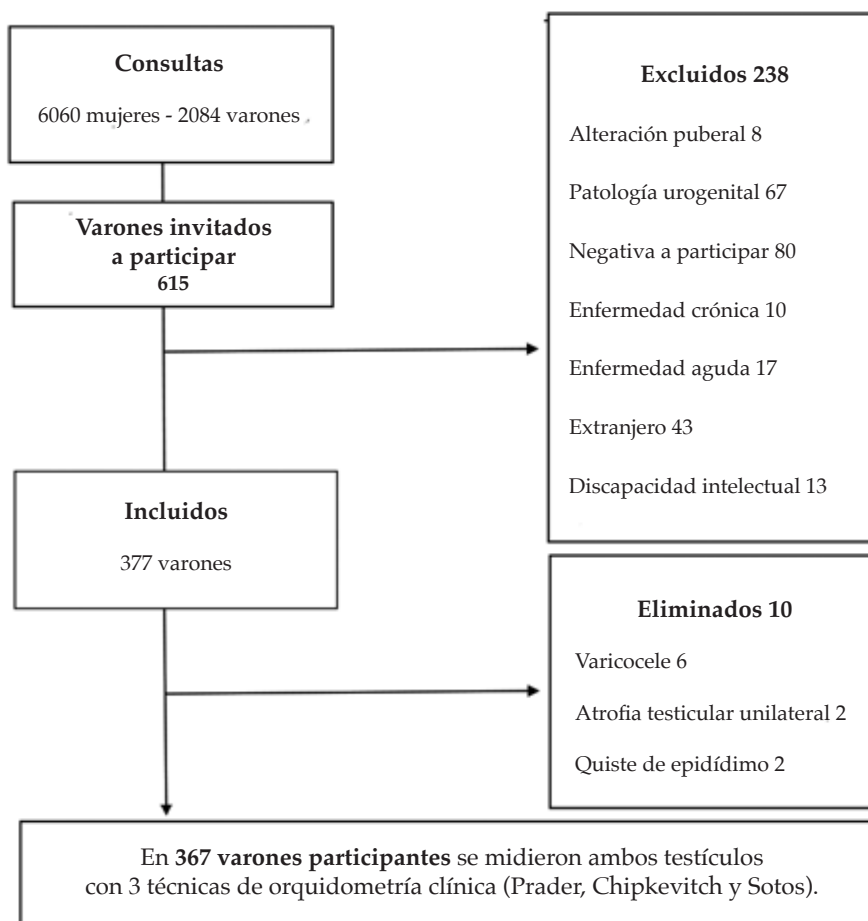 Consultas
6060 mujeres - 2084 varones
Varones invitados
a participar
615
Excluidos 238
Alteración puberal 8
Patología urogenital 67
Negativa a participar 80
Enfermedad crónica 10
Enfermedad aguda 17
Extranjero 43
Discapacidad intelectual 13
Incluidos
377 varones
Eliminados 10
Varicocele 6
Atrofia testicular unilateral 2
Quiste de epidídimo 2
En 367 varones participantes se midieron ambos testículos
con 3 técnicas de orquidometría clínica (Prader, Chipkevitch y Sotos).